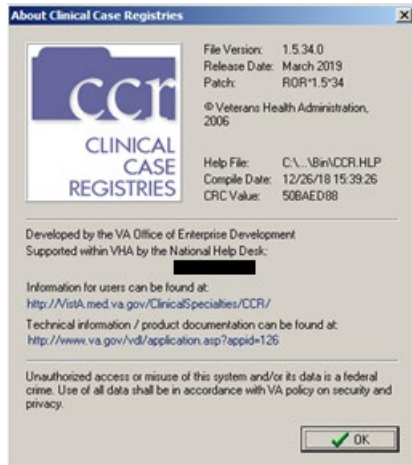 About Clinical Case Registries
ccr
CLINICAL
CASE
REGISTRIES
File Version: 1.5.34.0
Release Date: March 2019
Patch: ROR*1.5*34
© Veterans Health Administration,
2006
Help File: C:\...\Bin\CCR.HLP
Compile Date: 12/26/18 15:39:26
CRC Value: 50BAED88
Developed by the VA Office of Enterprise Development
Supported within VHA by the National Help Desk:
Information for users can be found at:
http://VistA.med.va.gov/ClinicalSpecialties/CCR/
Technical information / product documentation can be found at:
http://www.va.gov/vdl/application.asp?appid=126
Unauthorized access or misuse of this system and/or its data is a federal
crime. Use of all data shall be in accordance with VA policy on security and
privacy.
OK